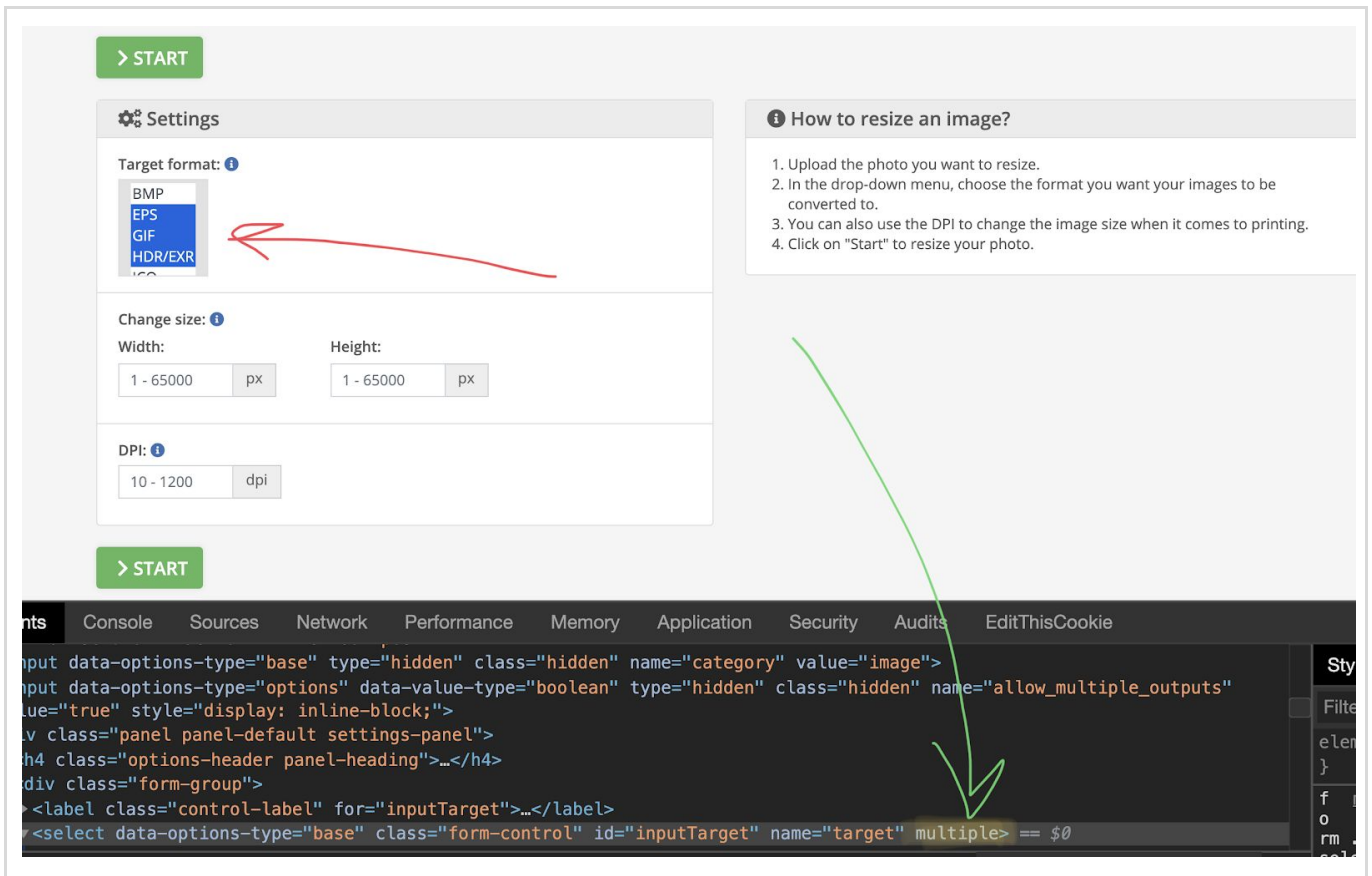 START
Settings
How to resize an image?
Target format:
BMP
EPS
GIF
HDR/EXR
1. Upload the photo you want to resize.
2. In the drop-down menu, choose the format you want your images to be
converted to.
3. You can also use the DPI to change the image size when it comes to printing.
4. Click on "Start" to resize your photo.
Change size:
Width: Height:
1 - 65000 px 1 - 65000 px
DPI:
10 - 1200 dpi
START
nts Console Sources Network Performance Memory Application Security Audits EditThisCookie
nput data-options-type="base" type="hidden" class="hidden" name="category" value="image">
nput data-options-type="options" data-value-type="boolean" type="hidden" class="hidden" name="allow_multiple_outputs"
lue="true" style="display: inline-block;">
iv class="panel panel-default settings-panel">
h4 class="options-header panel-heading">…</h4>
div class="form-group">
<label class="control-label" for="inputTarget">…</label>
<select data-options-type="base" class="form-control" id="inputTarget" name="target" multiple> == $0
Sty
Filte
elem
}
f
o
rm .